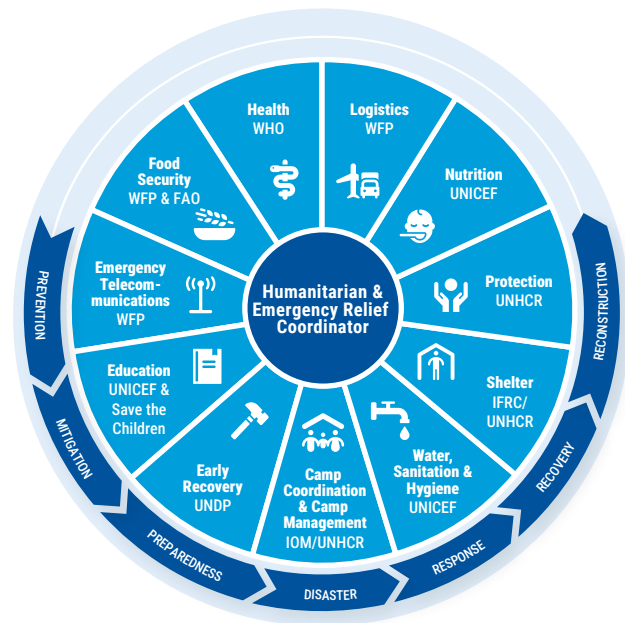 Health
WHO
Logistics
WFP
Nutrition
UNICEF
Protection
UNHCR
Shelter
IFRC/
UNHCR
Water,
Sanitation &
Hygiene
UNICEF
Camp
Coordination
& Camp
Management
IOM/UNHCR
Early
Recovery
UNDP
Education
UNICEF &
Save the
Children
Emergency
Telecom-
munications
WFP
Food
Security
WFP & FAO
Humanitarian &
Emergency Relief
Coordinator
PREVENTION
MITIGATION
PREPAREDNESS
DISASTER
RESPONSE
RECOVERY
RECONSTRUCTION